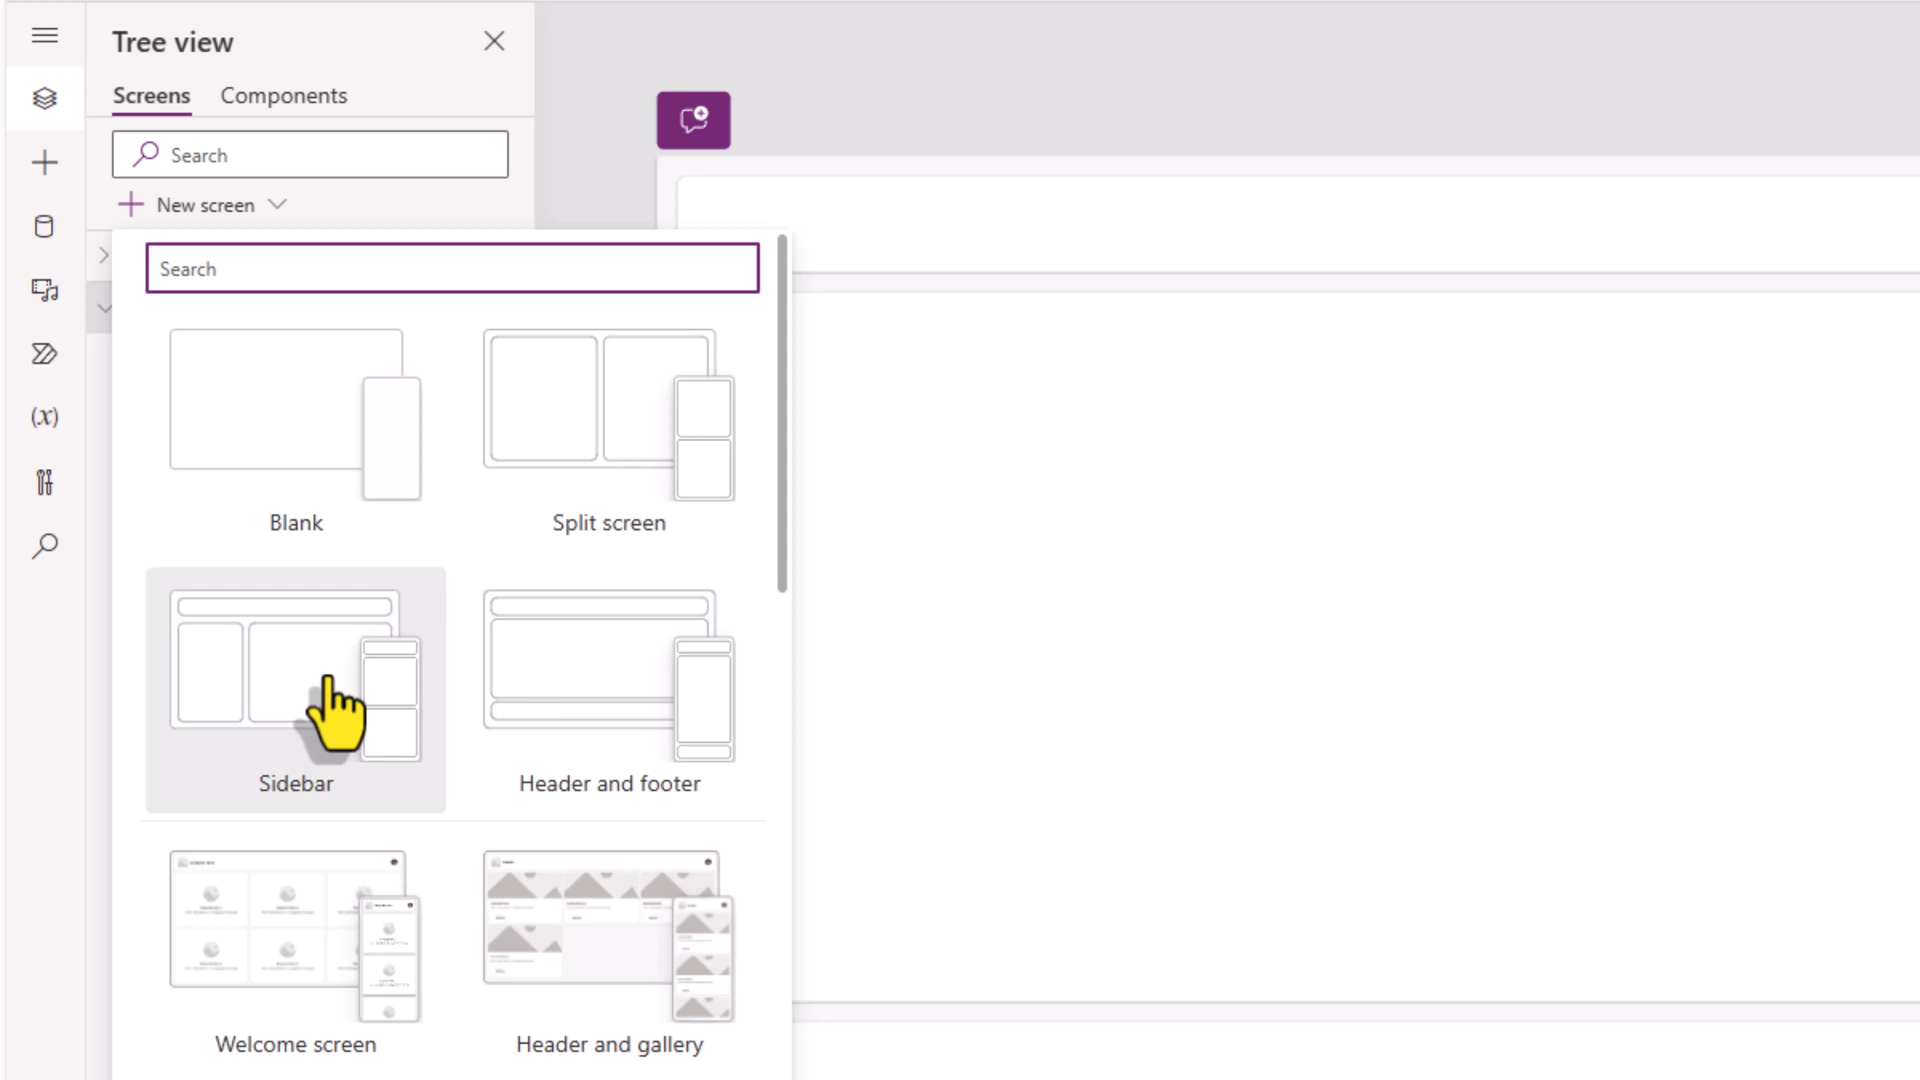 Tree view
Screens Components
Search
New screen
Search
Blank Split screen
Sidebar Header and footer
Welcome screen Header and gallery
(x)